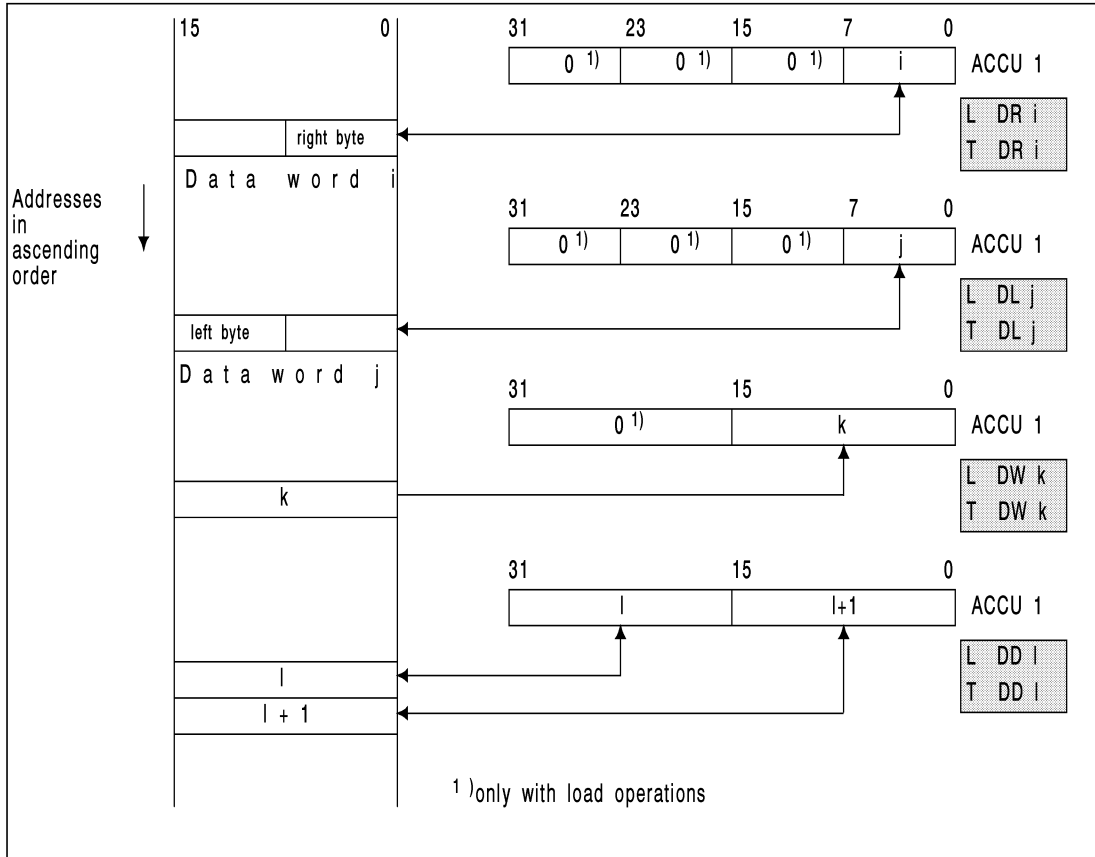 15 0
31 23 15 7 0
0 1) 0 1) 0 1) i ACCU 1
L DR i
T DR i
right byte
Data word i
Addresses
in
ascending
order
31 23 15 7 0
0 1) 0 1) 0 1) j ACCU 1
L DL j
T DL j
left byte
Data word j
31 15 0
0 1) k ACCU 1
L DW k
T DW k
k
31 15 0
l l+1 ACCU 1
L DD l
T DD l
l
l + 1
1)only with load operations